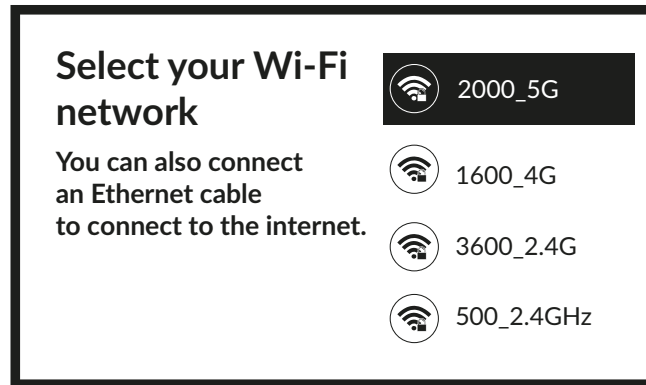 Select your Wi-Fi
network
You can also connect
an Ethernet cable
to connect to the internet.
2000_5G
1600_4G
3600_2.4G
500_2.4GHz